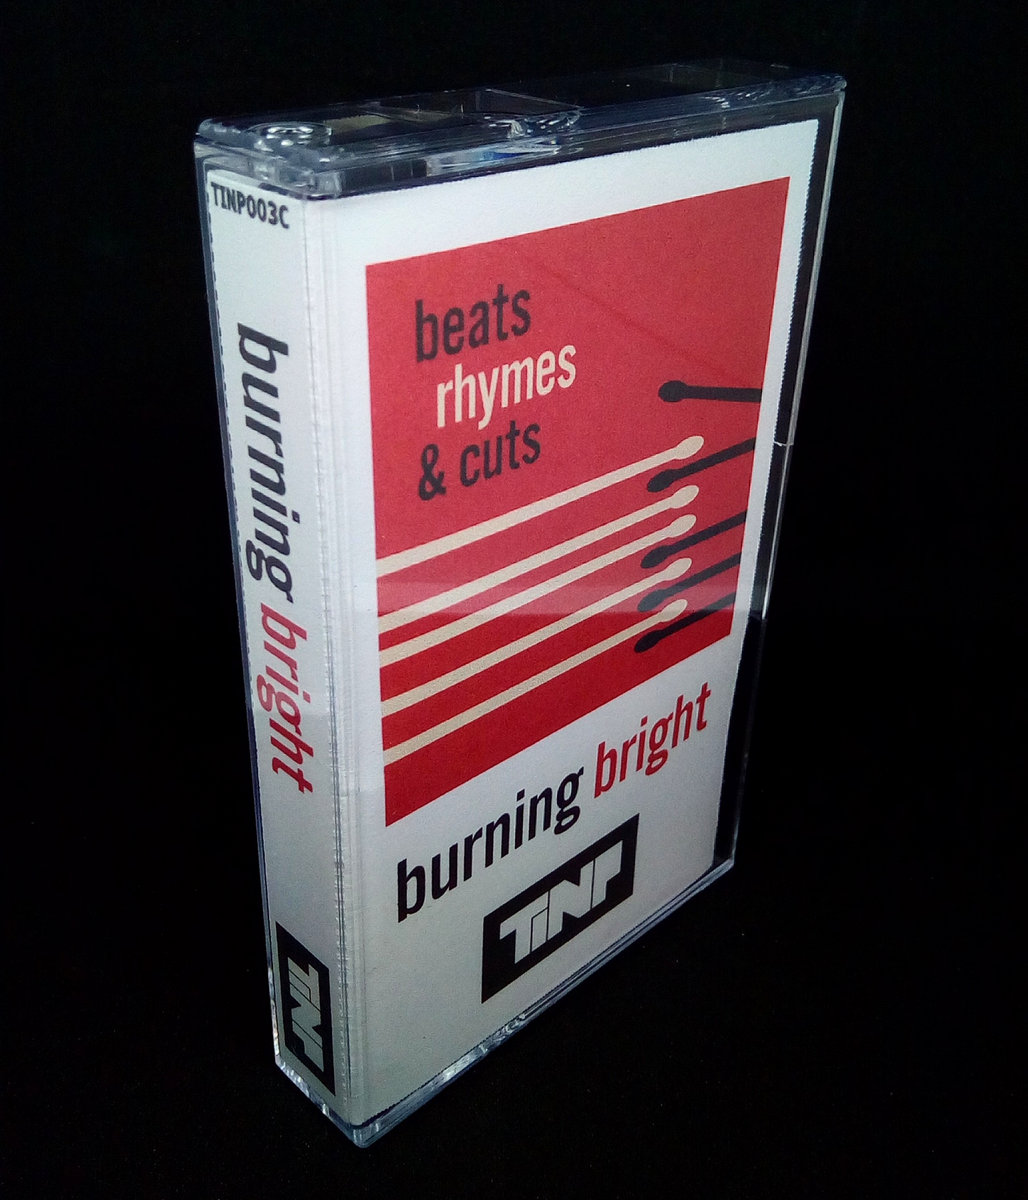 TINP003C
burning bright
TiNP
beats
rhymes
& cuts
burning bright
TiNP